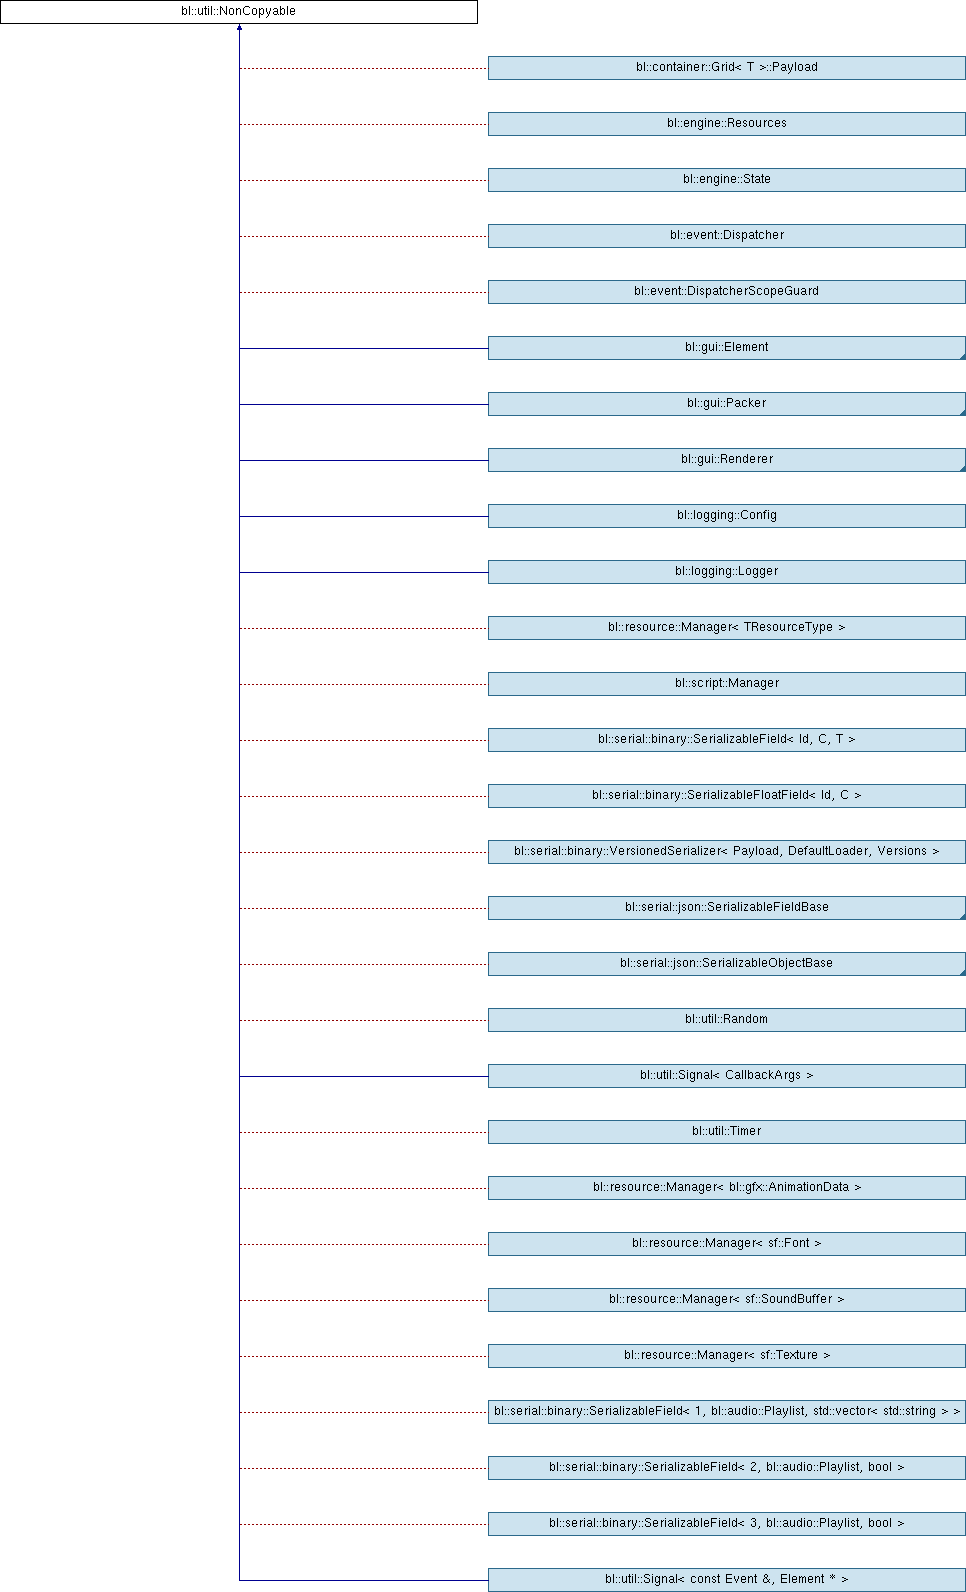 bl::util::NonCopyable
bl::container::Grid< T >::Payload
bl::engine::Resources
bl::engine::State
bl::event::Dispatcher
bl::event::DispatcherScopeGuard
bl::gui::Element
bl::gui::Packer
bl::gui::Renderer
bl::logging::Config
bl::logging::Logger
bl::resource::Manager< TResourceType >
bl::script::Manager
bl::serial::binary::SerializableField< Id, C, T >
bl::serial::binary::SerializableFloatField< Id, C >
bl::serial::binary::VersionedSerializer< Payload, DefaultLoader, Versions >
bl::serial::json::SerializableFieldBase
bl::serial::json::SerializableObjectBase
bl::util::Random
bl::util::Signal< CallbackArgs >
bl::util::Timer
bl::resource::Manager< bl::gfx::AnimationData >
bl::resource::Manager< sf::Font >
bl::resource::Manager< sf::SoundBuffer >
bl::resource::Manager< sf::Texture >
bl::serial::binary::SerializableField< 1, bl::audio::Playlist, std::vector< std::string > >
bl::serial::binary::SerializableField< 2, bl::audio::Playlist, bool >
bl::serial::binary::SerializableField< 3, bl::audio::Playlist, bool >
bl::util::Signal< const Event &, Element * >